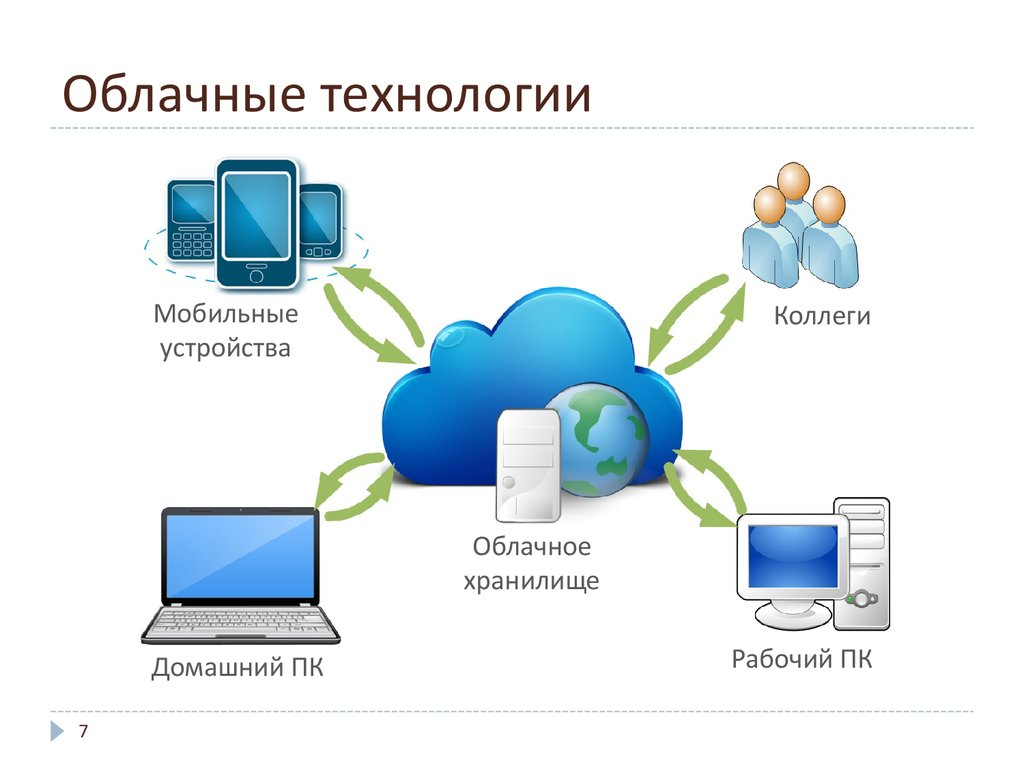 Облачные технологии
Мобильные
устройства
Коллеги
Облачное
хранилище
Домашний ПК
Рабочий ПК
7